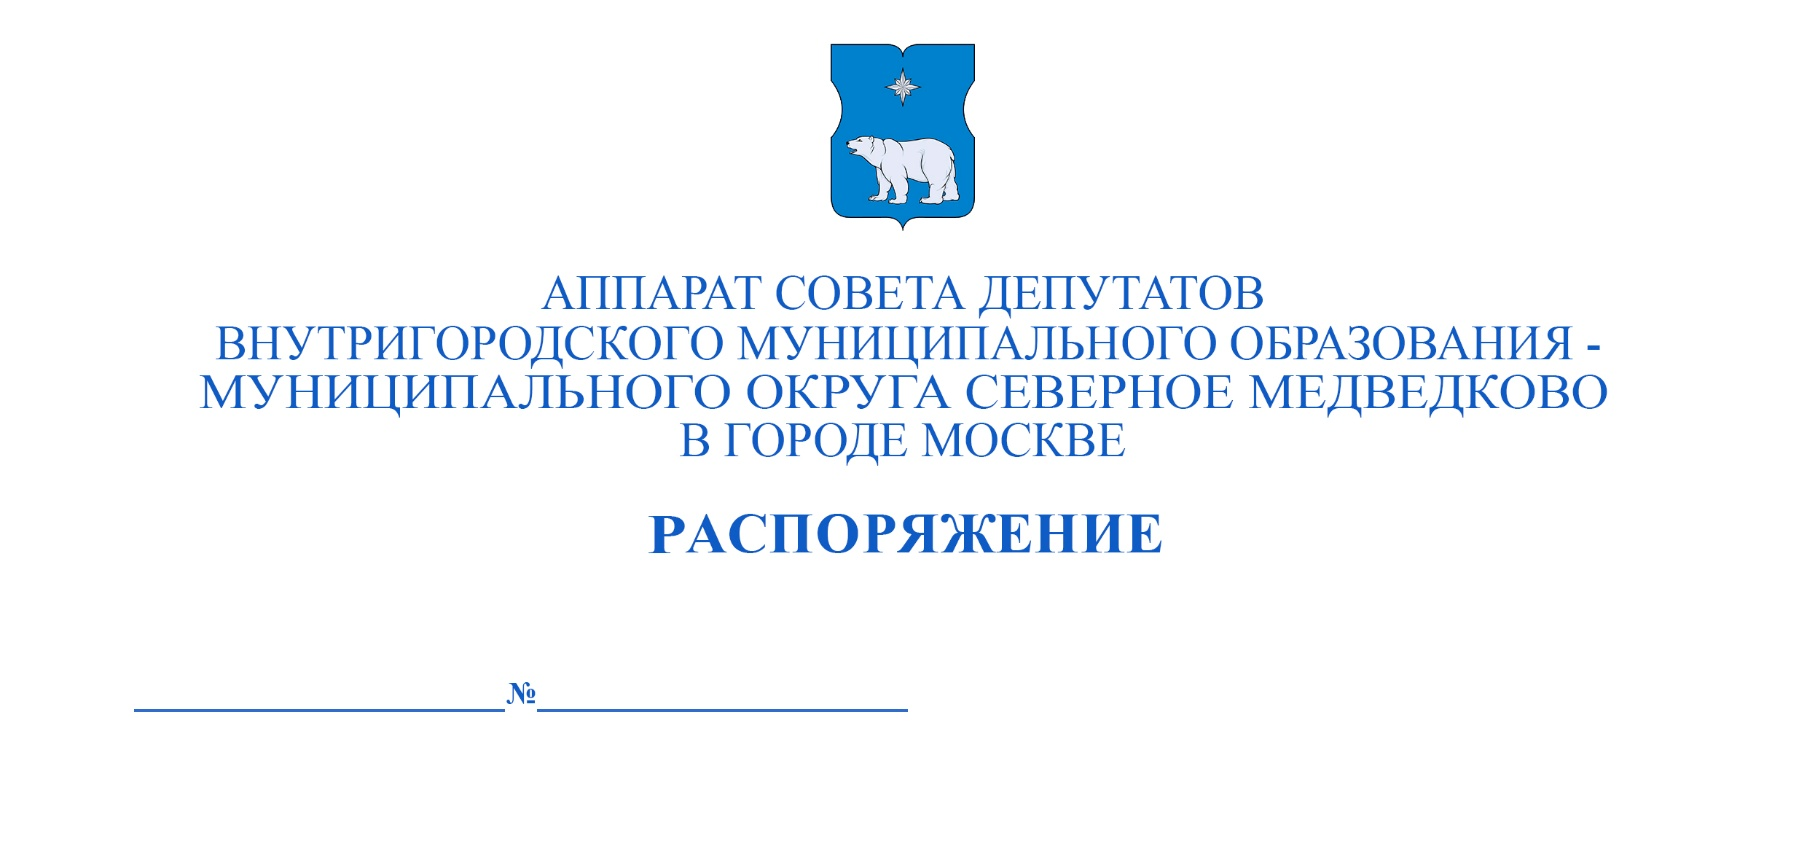 АППАРАТ СОВЕТА ДЕПУТАТОВ
ВНУТРИГОРОДСКОГО МУНИЦИПАЛЬНОГО ОБРАЗОВАНИЯ -
МУНИЦИПАЛЬНОГО ОКРУГА СЕВЕРНОЕ МЕДВЕДКОВО
В ГОРОДЕ МОСКВЕ
РАСПОРЯЖЕНИЕ
№